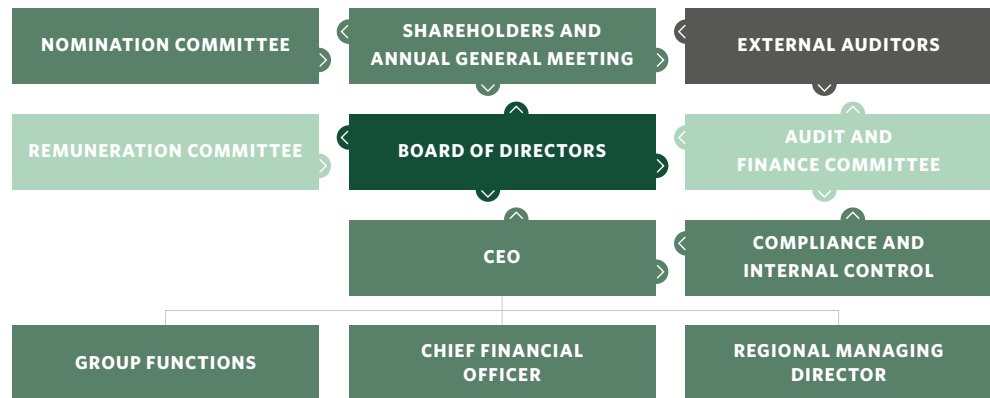 NOMINATION COMMITTEE
SHAREHOLDERS AND
ANNUAL GENERAL MEETING
EXTERNAL AUDITORS
REMUNERATION COMMITTEE
BOARD OF DIRECTORS
AUDIT AND
FINANCE COMMITTEE
CEO
COMPLIANCE AND
INTERNAL CONTROL
GROUP FUNCTIONS
CHIEF FINANCIAL
OFFICER
REGIONAL MANAGING
DIRECTOR